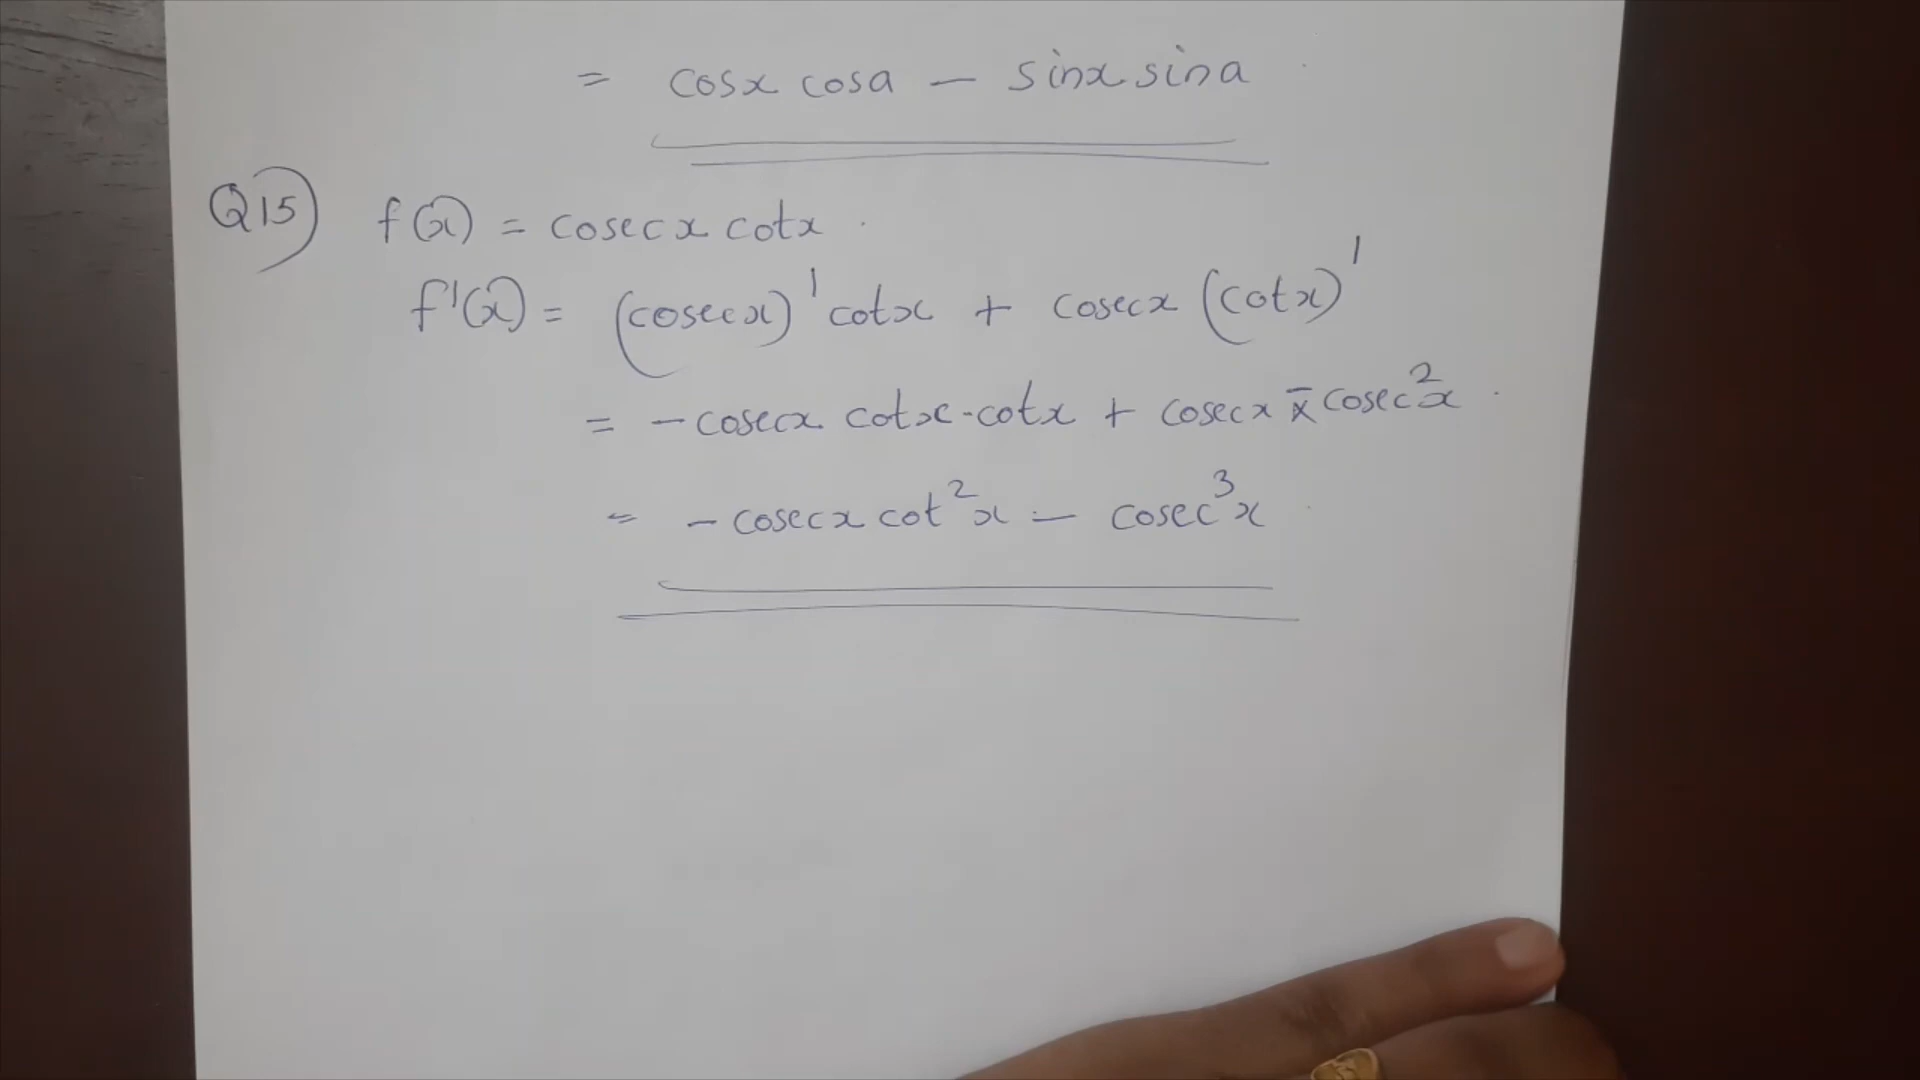 = cosx cosa – sinx sina
Q15) f(x) = cosecx cotx.
f'(x) = (cosecx)' cotx + cosecx (cotx)'
= –cosecx cotx·cotx + cosecx x –cosec²x.
= –cosecx cot²x – cosec³x